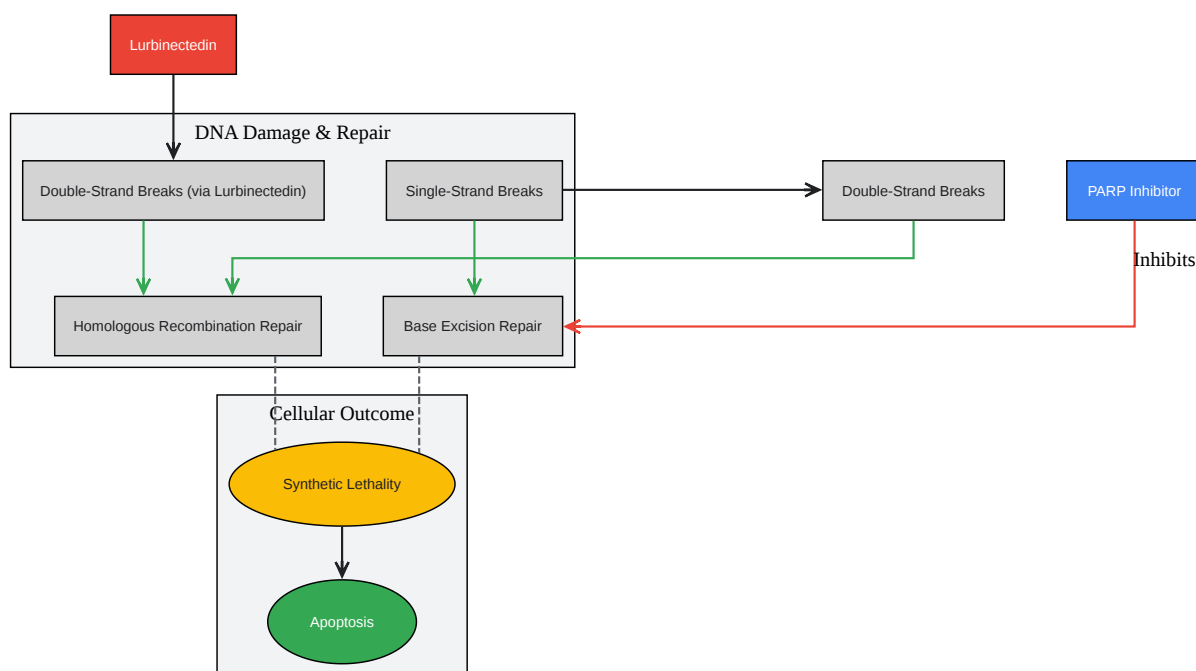 Lurbinectedin
DNA Damage & Repair
Double-Strand Breaks (via Lurbinectedin)
Single-Strand Breaks
Double-Strand Breaks
PARP Inhibitor
Inhibits
Homologous Recombination Repair
Base Excision Repair
Cellular Outcome
Synthetic Lethality
Apoptosis